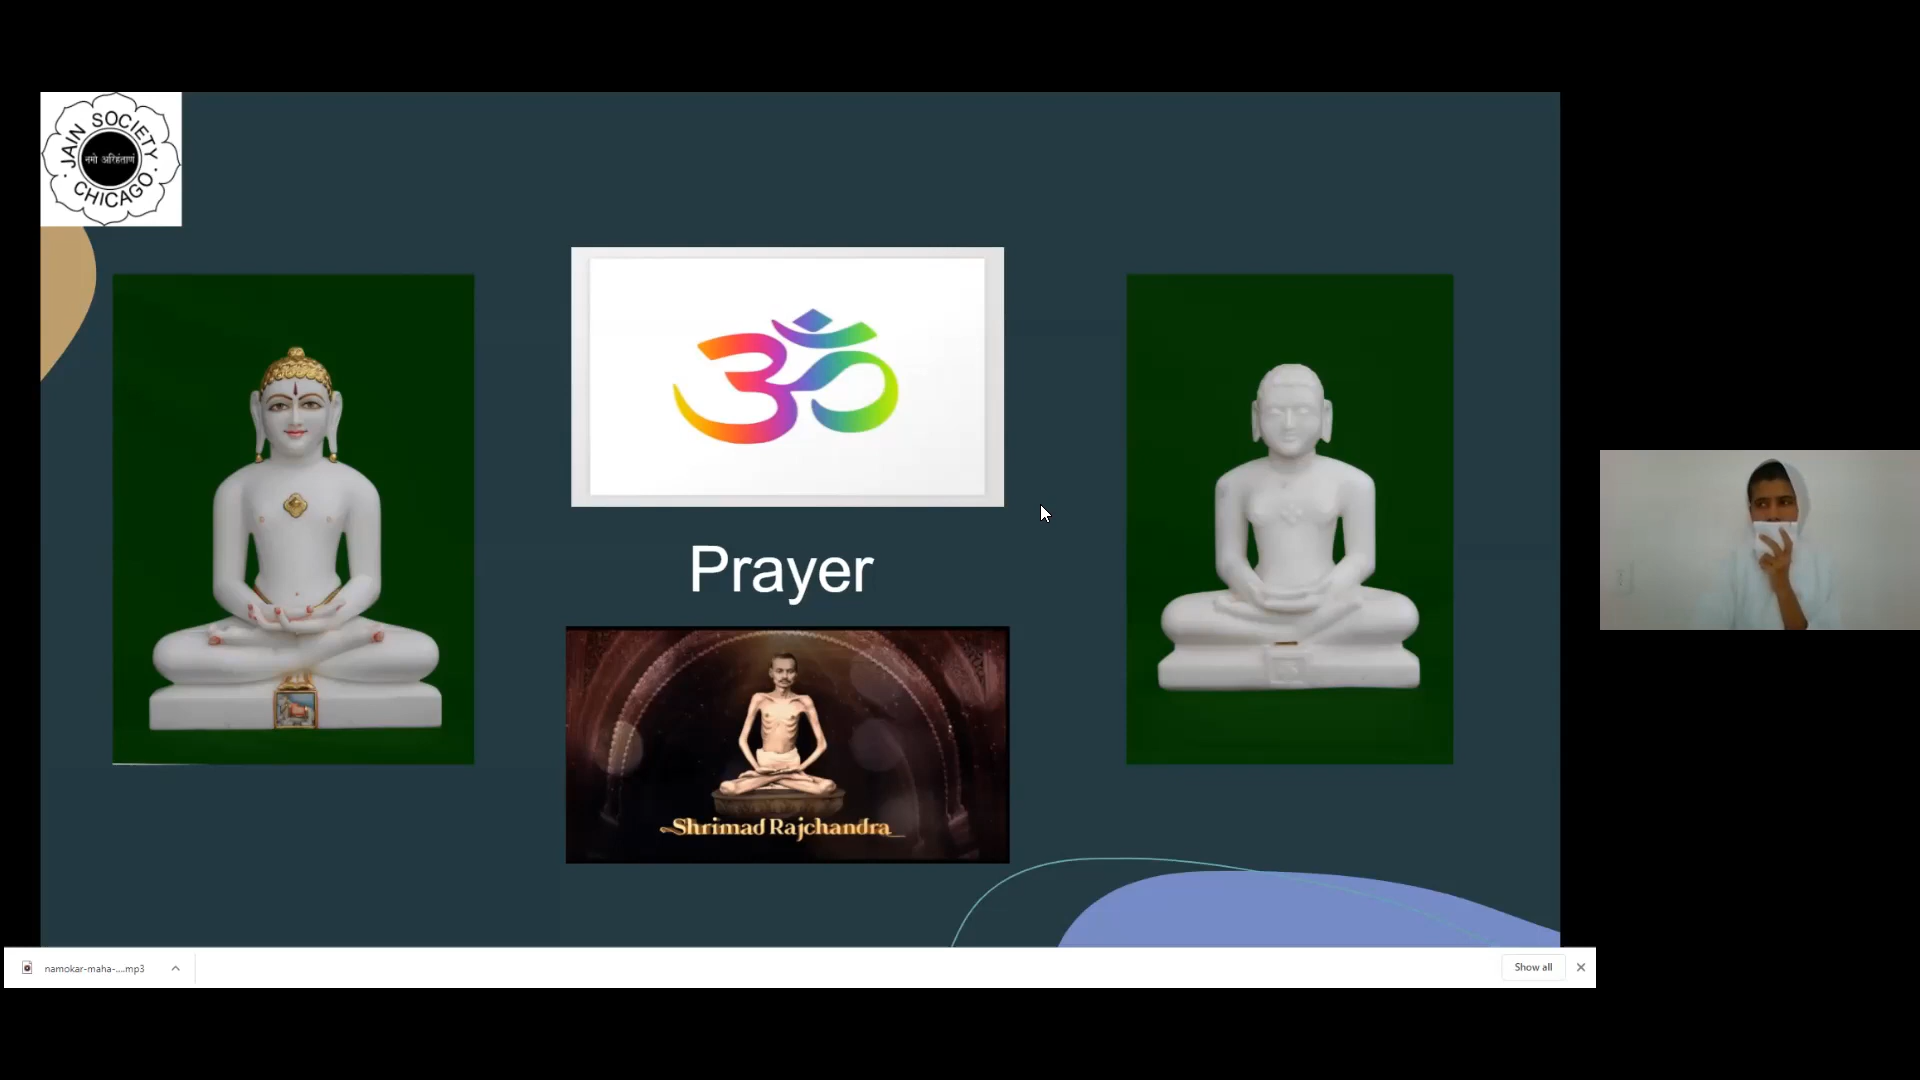 JAIN SOCIETY
नमो अरिहंताणं
CHICAGO
ॐ
Prayer
Shrimad Rajchandra
namokar-maha-....mp3
Show all